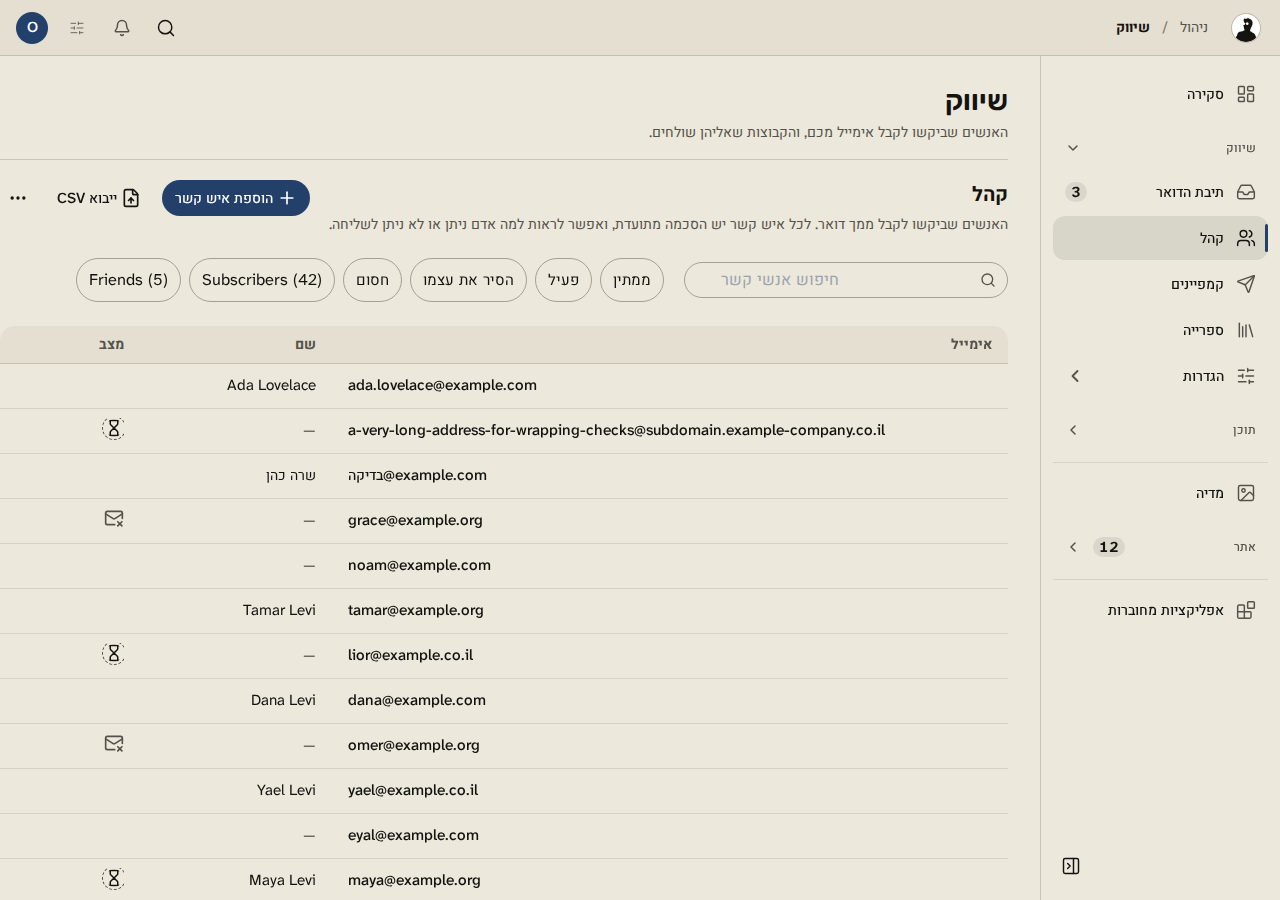 ניהול / שיווק
O
סקירה
שיווק
תיבת הדואר 3
קהל
קמפיינים
ספרייה
הגדרות
תוכן
מדיה
אתר 12
אפליקציות מחוברות
שיווק
האנשים שביקשו לקבל אימייל מכם, והקבוצות שאליהן שולחים.
קהל
הוספת איש קשר
ייבוא CSV
האנשים שביקשו לקבל ממך דואר. לכל איש קשר יש הסכמה מתועדת, ואפשר לראות למה אדם ניתן או לא ניתן לשליחה.
חיפוש אנשי קשר
ממתין
פעיל
הסיר את עצמו
חסום
Subscribers (42)
Friends (5)
אימייל שם מצב
ada.lovelace@example.com Ada Lovelace
a-very-long-address-for-wrapping-checks@subdomain.example-company.co.il —
בדיקה@example.com שרה כהן
grace@example.org —
noam@example.com —
tamar@example.org Tamar Levi
lior@example.co.il —
dana@example.com Dana Levi
omer@example.org —
yael@example.co.il Yael Levi
eyal@example.com —
maya@example.org Maya Levi